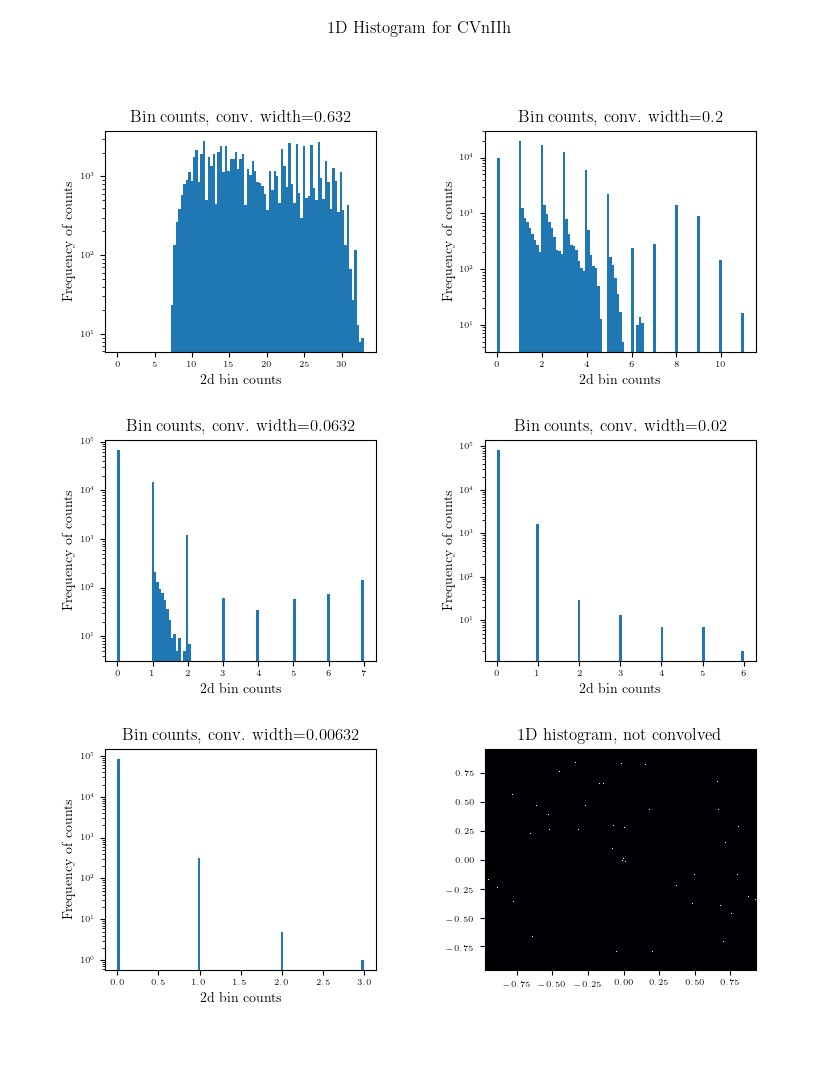 1D Histogram for CVnIIh
Bin counts, conv. width=0.632
Frequency of counts
10³
10²
10¹
0 5 10 15 20 25 30
2d bin counts
Bin counts, conv. width=0.2
Frequency of counts
10⁴
10³
10²
10¹
0 2 4 6 8 10
2d bin counts
Bin counts, conv. width=0.0632
Frequency of counts
10⁵
10⁴
10³
10²
10¹
0 1 2 3 4 5 6 7
2d bin counts
Bin counts, conv. width=0.02
Frequency of counts
10⁵
10⁴
10³
10²
10¹
0 1 2 3 4 5 6
2d bin counts
Bin counts, conv. width=0.00632
Frequency of counts
10⁵
10⁴
10³
10²
10¹
10⁰
0.0 0.5 1.0 1.5 2.0 2.5 3.0
2d bin counts
1D histogram, not convolved
0.75
0.50
0.25
0.00
−0.25
−0.50
−0.75
−0.75 −0.50 −0.25 0.00 0.25 0.50 0.75